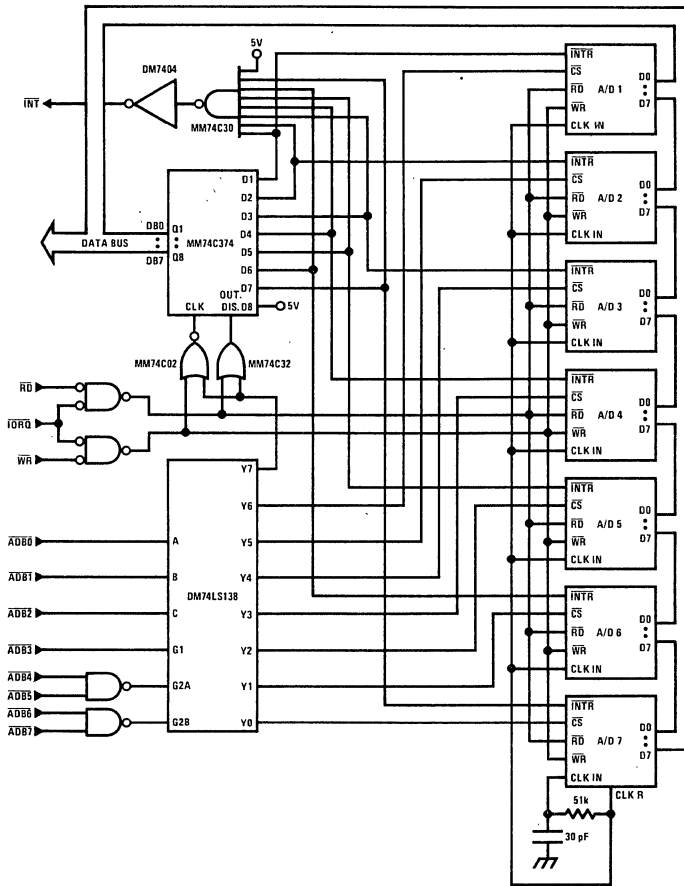 5V
DM7404
INT
MM74C30
D1
D2
D3
D4
D5
D6
D7
D8
MM74C374
DB0
DB7
Q1
Q8
DATA BUS
CLK
OUT.
DIS.
5V
MM74C02
MM74C32
RD
IORQ
WR
Y7
Y6
Y5
Y4
Y3
Y2
Y1
Y0
DM74LS138
ADB0
ADB1
ADB2
ADB3
ADB4
ADB5
ADB6
ADB7
A
B
C
G1
G2A
G2B
INTR
CS
RD A/D 1
WR
CLK IN
D0
D7
INTR
CS
RD A/D 2
WR
CLK IN
D0
D7
INTR
CS
RD A/D 3
WR
CLK IN
D0
D7
INTR
CS
RD A/D 4
WR
CLK IN
D0
D7
INTR
CS
RD A/D 5
WR
CLK IN
D0
D7
INTR
CS
RD A/D 6
WR
CLK IN
D0
D7
INTR
CS
RD A/D 7
WR
CLK IN
D0
D7
CLK R
51k
30 pF